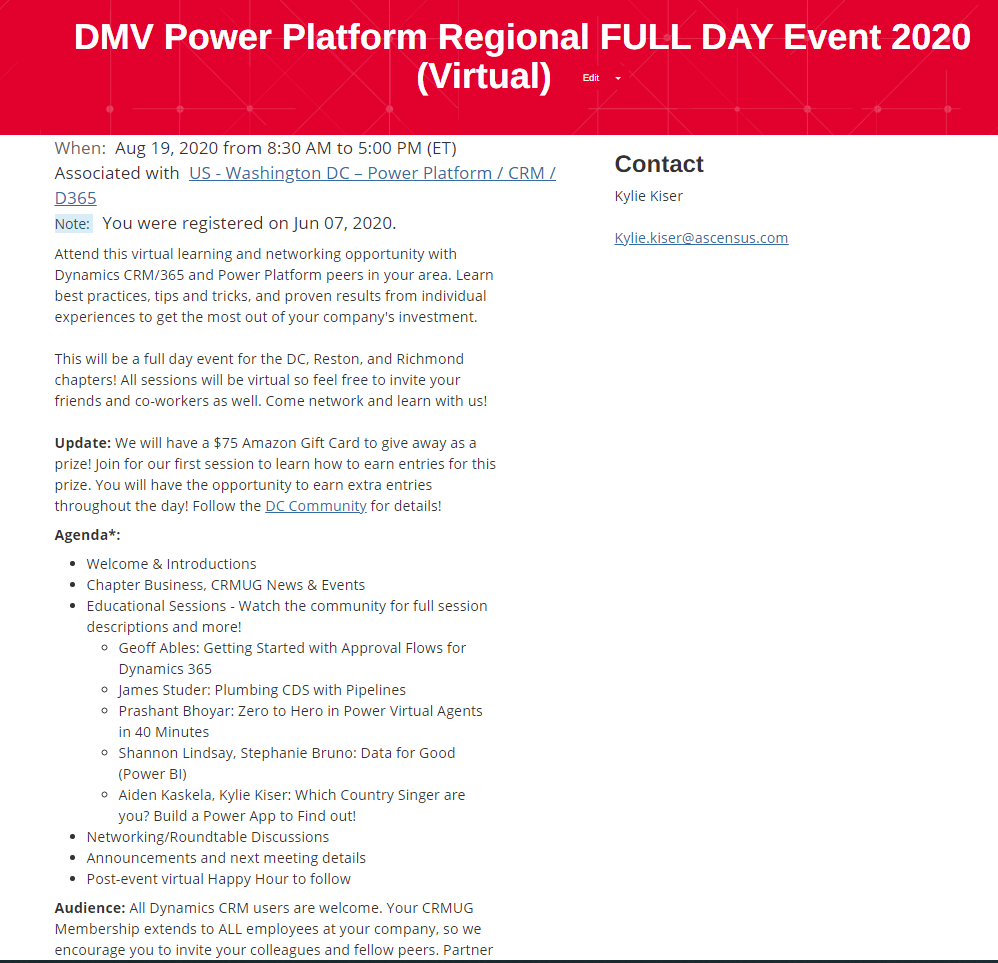 DMV Power Platform Regional FULL DAY Event 2020
(Virtual) Edit
When: Aug 19, 2020 from 8:30 AM to 5:00 PM (ET)
Associated with US - Washington DC – Power Platform / CRM /
D365
Note: You were registered on Jun 07, 2020.
Attend this virtual learning and networking opportunity with
Dynamics CRM/365 and Power Platform peers in your area. Learn
best practices, tips and tricks, and proven results from individual
experiences to get the most out of your company's investment.
This will be a full day event for the DC, Reston, and Richmond
chapters! All sessions will be virtual so feel free to invite your
friends and co-workers as well. Come network and learn with us!
Update: We will have a $75 Amazon Gift Card to give away as a
prize! Join for our first session to learn how to earn entries for this
prize. You will have the opportunity to earn extra entries
throughout the day! Follow the DC Community for details!
Agenda*:
• Welcome & Introductions
• Chapter Business, CRMUG News & Events
• Educational Sessions - Watch the community for full session
descriptions and more!
◦ Geoff Ables: Getting Started with Approval Flows for
Dynamics 365
◦ James Studer: Plumbing CDS with Pipelines
◦ Prashant Bhoyar: Zero to Hero in Power Virtual Agents
in 40 Minutes
◦ Shannon Lindsay, Stephanie Bruno: Data for Good
(Power BI)
◦ Aiden Kaskela, Kylie Kiser: Which Country Singer are
you? Build a Power App to Find out!
• Networking/Roundtable Discussions
• Announcements and next meeting details
• Post-event virtual Happy Hour to follow
Audience: All Dynamics CRM users are welcome. Your CRMUG
Membership extends to ALL employees at your company, so we
encourage you to invite your colleagues and fellow peers. Partner
Contact
Kylie Kiser
Kylie.kiser@ascensus.com